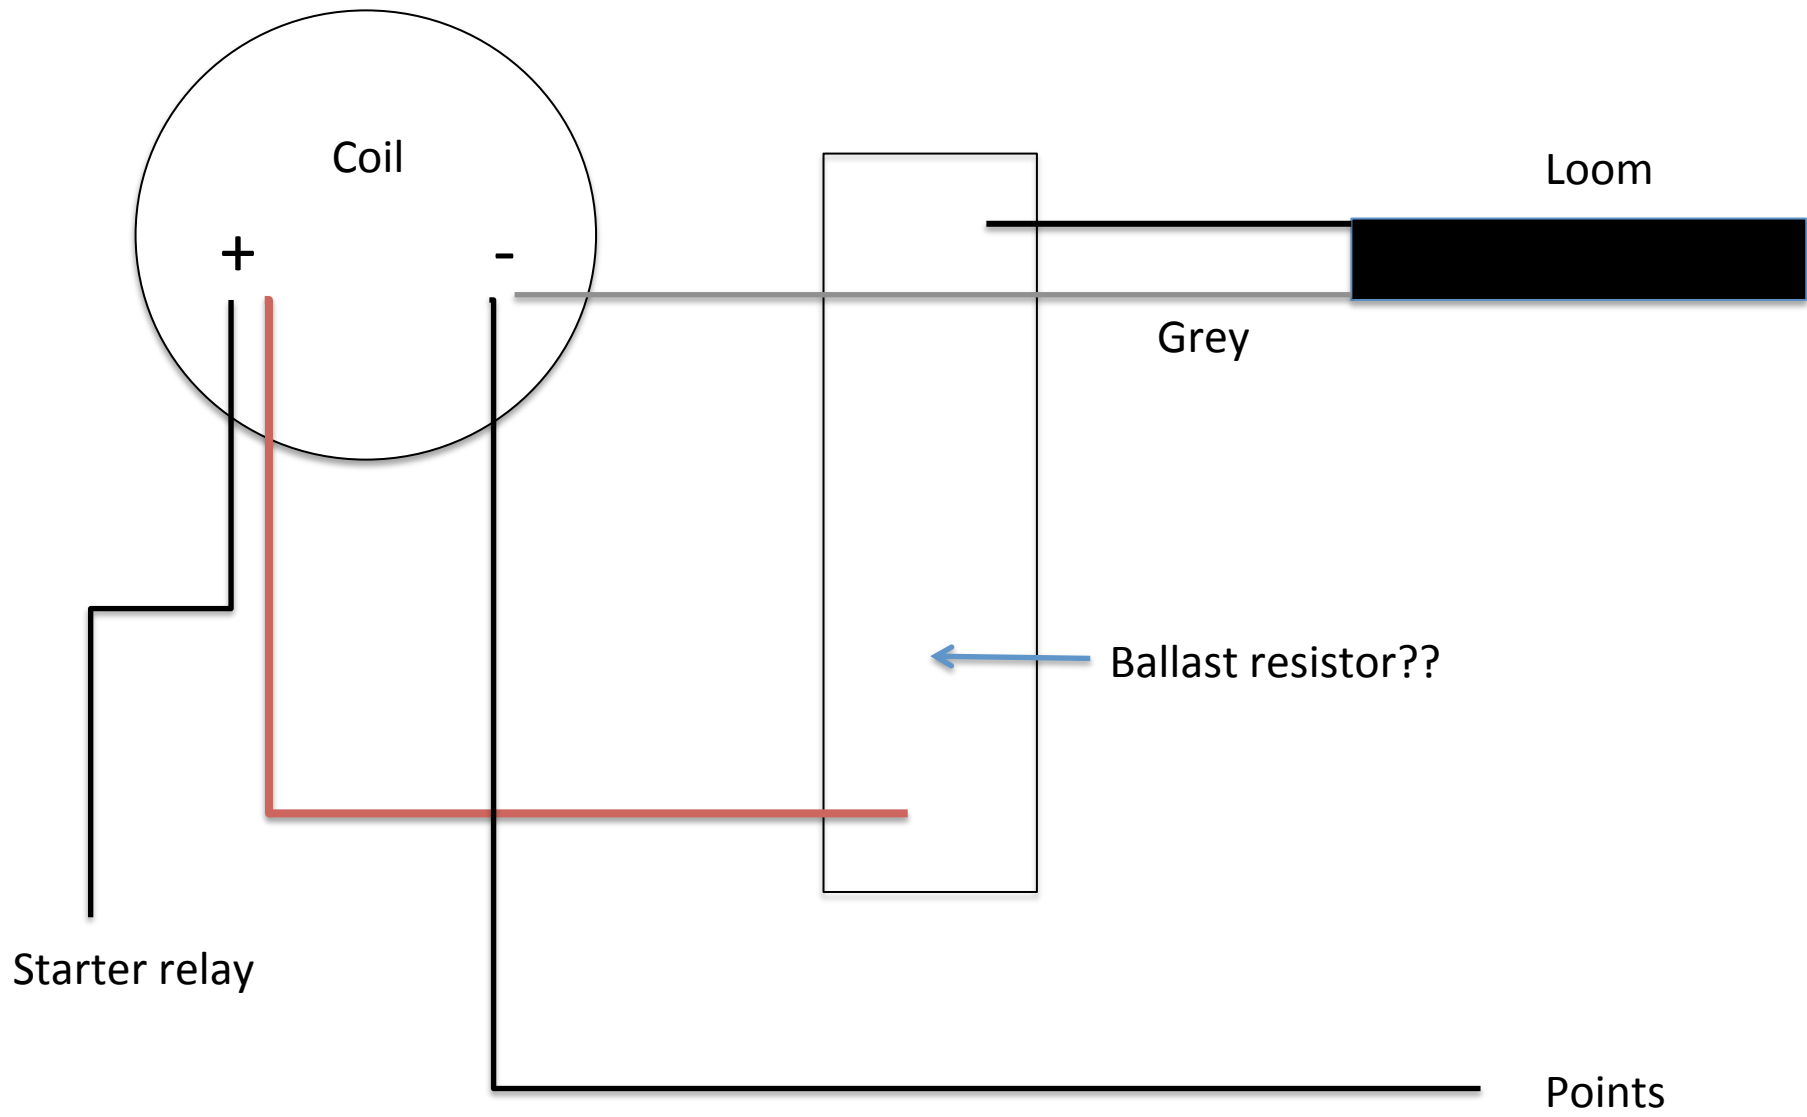 Coil
Loom
+
-
Grey
Ballast resistor??
Starter relay
Points